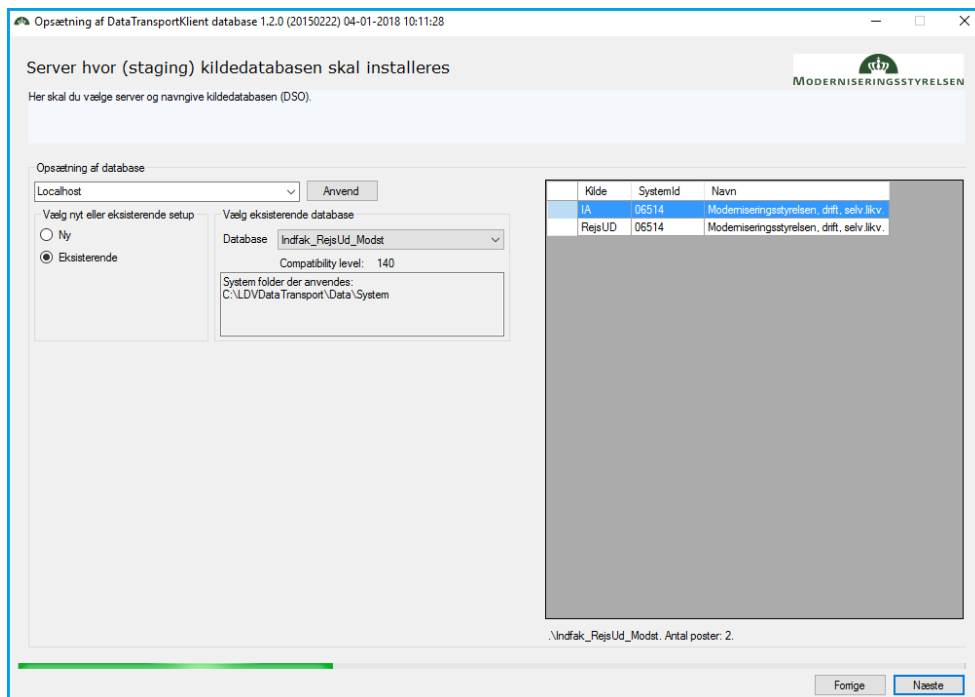 Opsætning af DataTransportKlient database 1.2.0 (20150222) 04-01-2018 10:11:28
Server hvor (staging) kildedatabasen skal installeres
MODERNISERINGSSTYRELSEN
Her skal du vælge server og navngive kildedatabasen (DSO).
Opsætning af database
Localhost
Anvend
Vælg nyt eller eksisterende setup
Ny
Eksisterende
Vælg eksisterende database
Database Indfak_RejsUd_Modst
Compatibility level: 140
System folder der anvendes:
C:\LDVDataTransport\Data\System
Kilde SystemId Navn
IA 06514 Moderniseringsstyrelsen, drift, selv.likv.
RejsUD 06514 Moderniseringsstyrelsen, drift, selv.likv.
.\Indfak_RejsUd_Modst. Antal poster: 2.
Forrige Næste